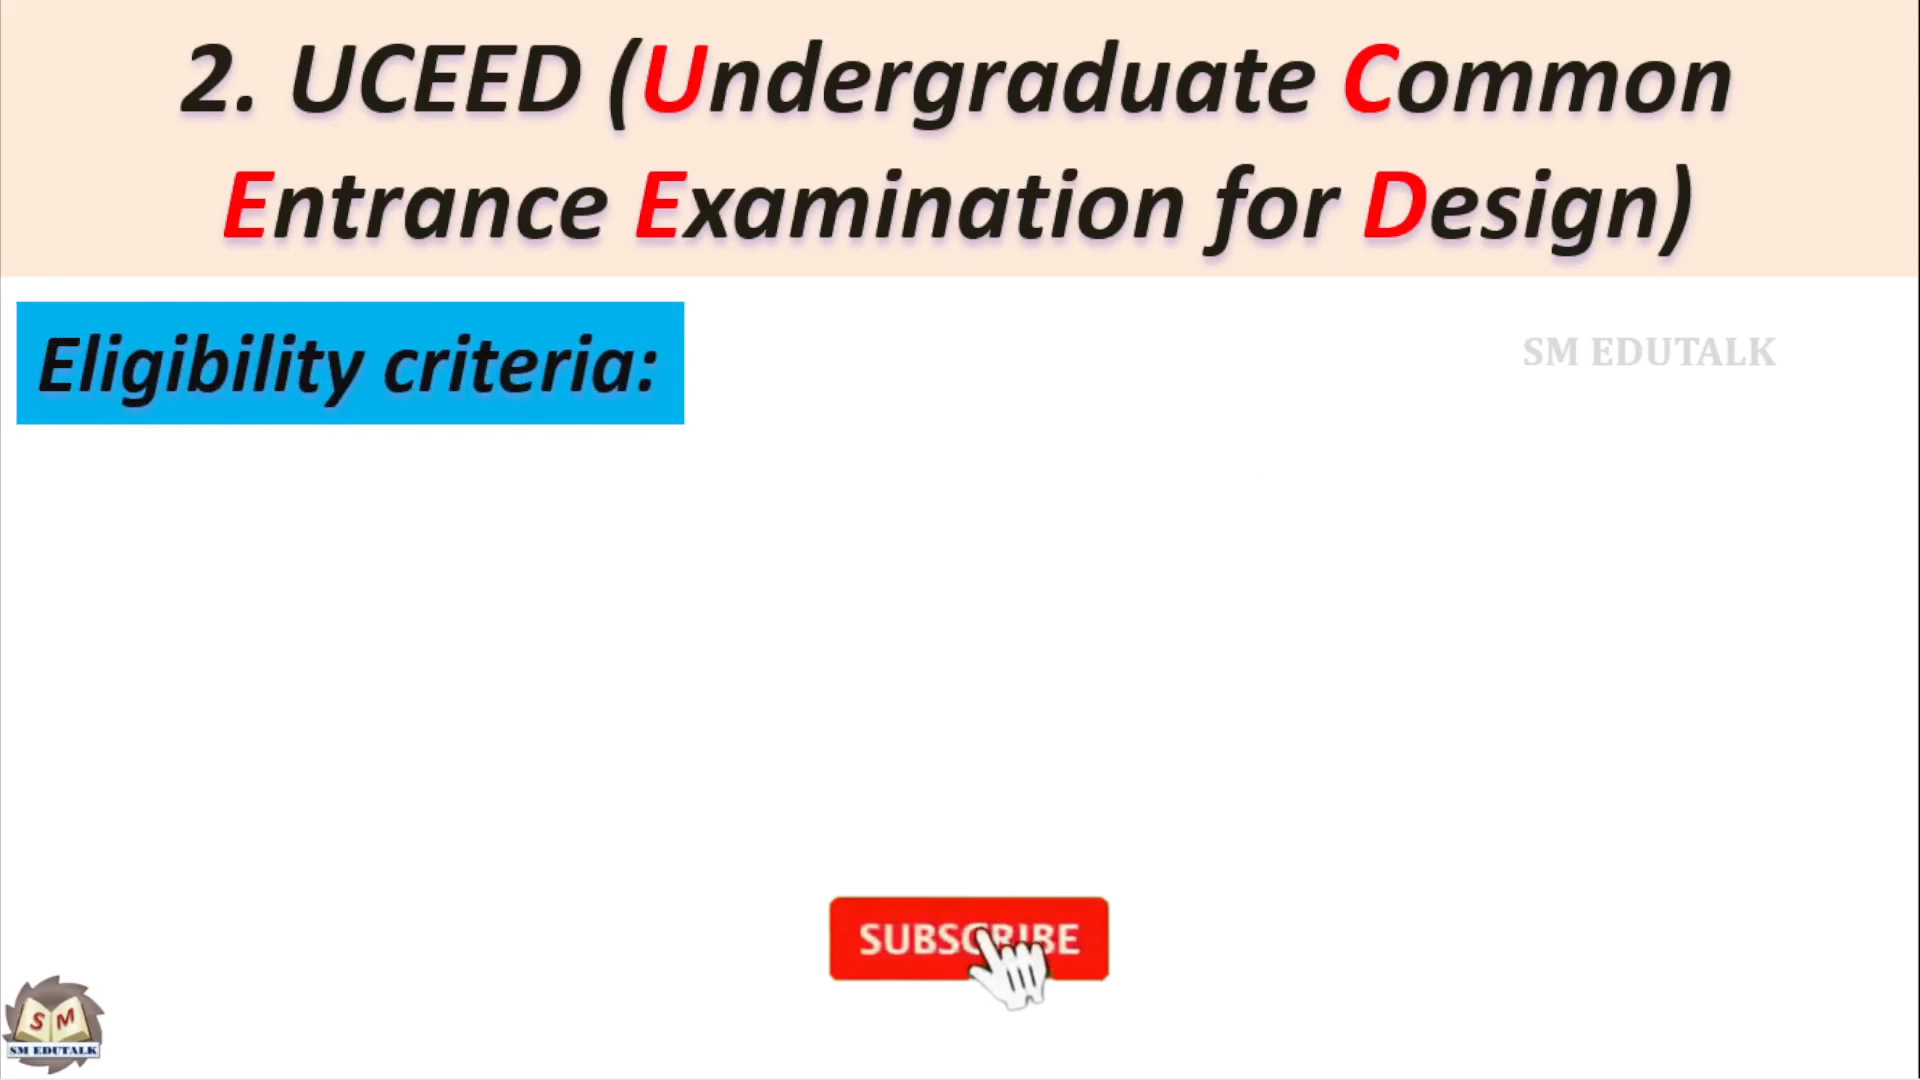 2. UCEED (Undergraduate Common
Entrance Examination for Design)
Eligibility criteria:
SM EDUTALK
SUBSCRIBE
S M
SM EDUTALK